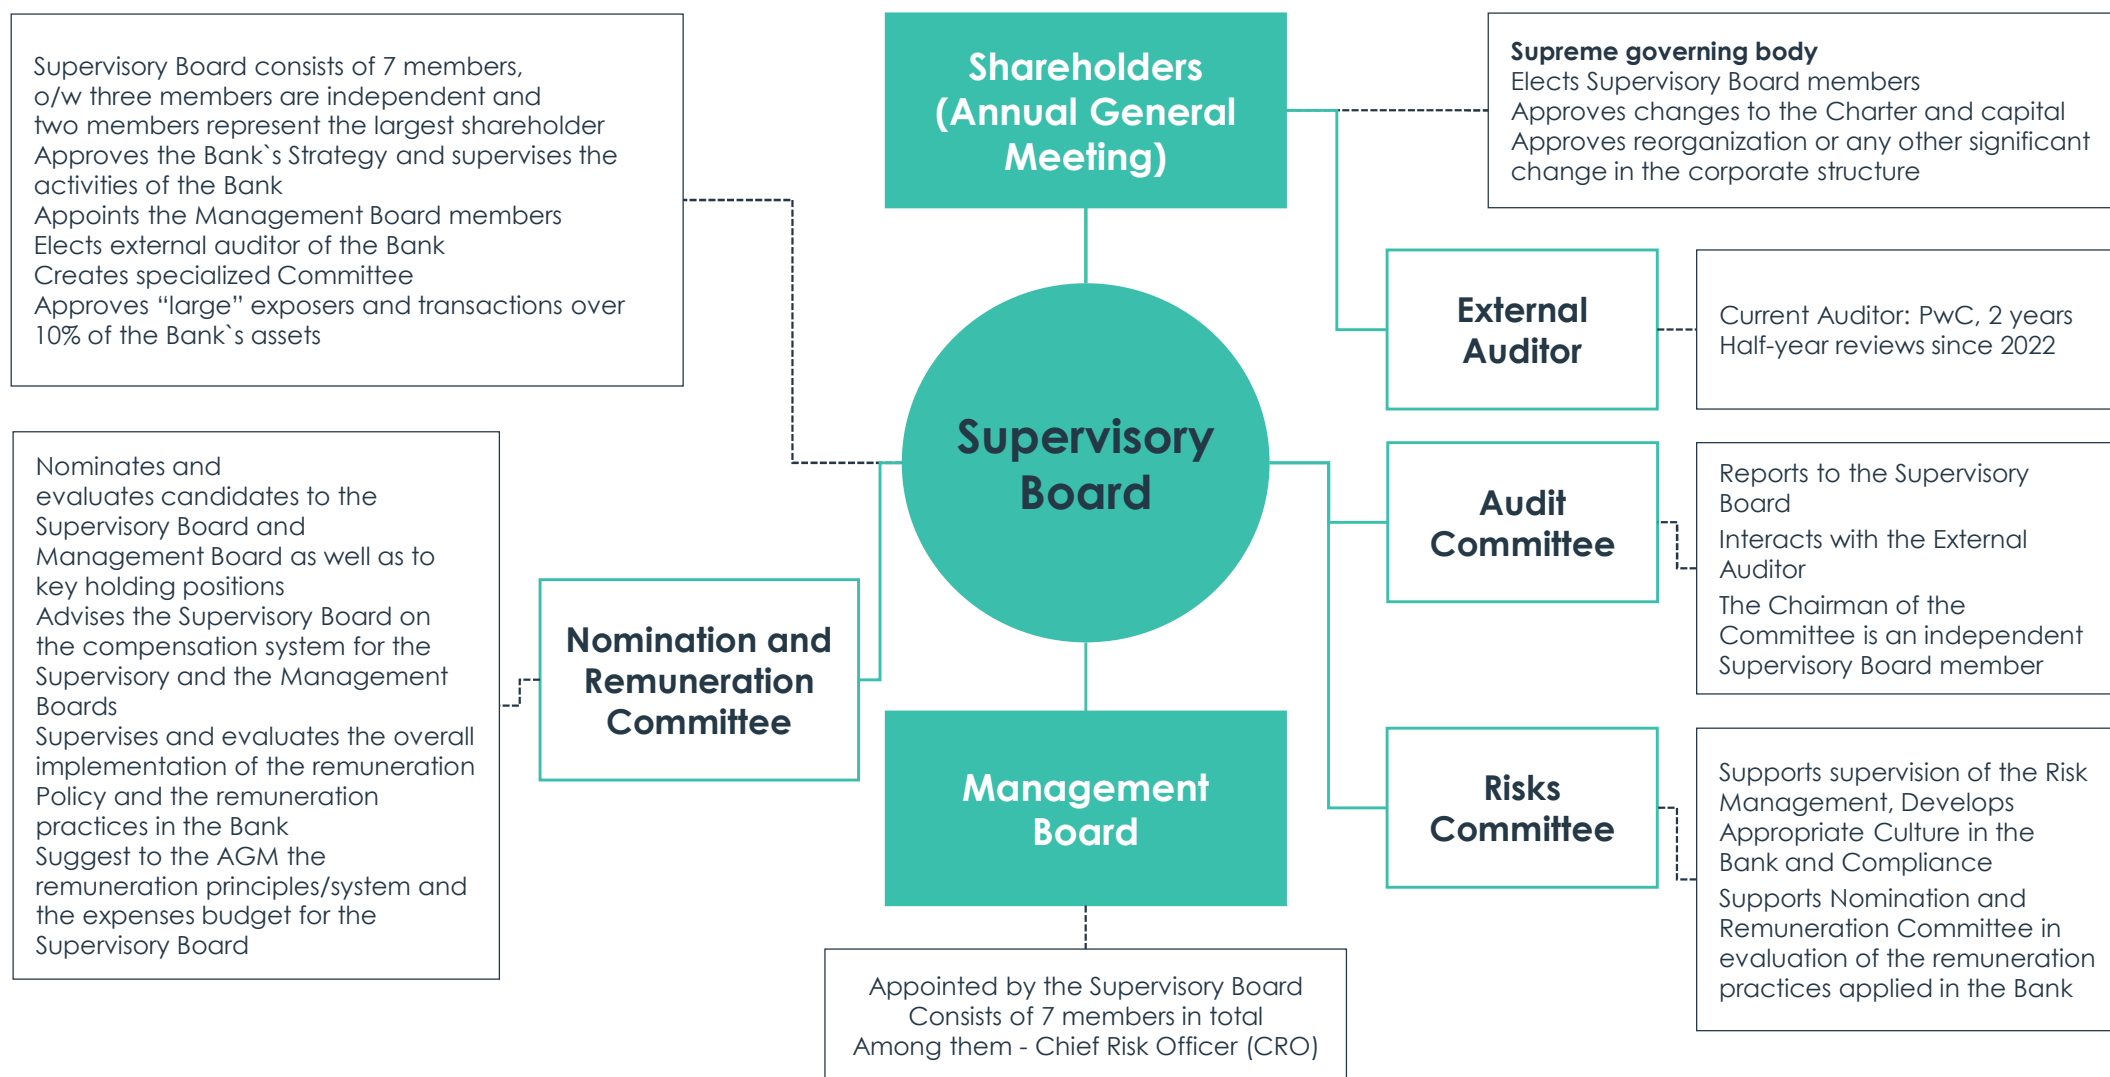 Supervisory Board consists of 7 members,
o/w three members are independent and
two members represent the largest shareholder
Approves the Bank`s Strategy and supervises the
activities of the Bank
Appoints the Management Board members
Elects external auditor of the Bank
Creates specialized Committee
Approves “large” exposers and transactions over
10% of the Bank`s assets
Shareholders
(Annual General
Meeting)
Supreme governing body
Elects Supervisory Board members
Approves changes to the Charter and capital
Approves reorganization or any other significant
change in the corporate structure
External
Auditor
Current Auditor: PwC, 2 years
Half-year reviews since 2022
Supervisory
Board
Audit
Committee
Reports to the Supervisory
Board
Interacts with the External
Auditor
The Chairman of the
Committee is an independent
Supervisory Board member
Nominates and
evaluates candidates to the
Supervisory Board and
Management Board as well as to
key holding positions
Advises the Supervisory Board on
the compensation system for the
Supervisory and the Management
Boards
Supervises and evaluates the overall
implementation of the remuneration
Policy and the remuneration
practices in the Bank
Suggest to the AGM the
remuneration principles/system and
the expenses budget for the
Supervisory Board
Nomination and
Remuneration
Committee
Management
Board
Risks
Committee
Supports supervision of the Risk
Management, Develops
Appropriate Culture in the
Bank and Compliance
Supports Nomination and
Remuneration Committee in
evaluation of the remuneration
practices applied in the Bank
Appointed by the Supervisory Board
Consists of 7 members in total
Among them - Chief Risk Officer (CRO)